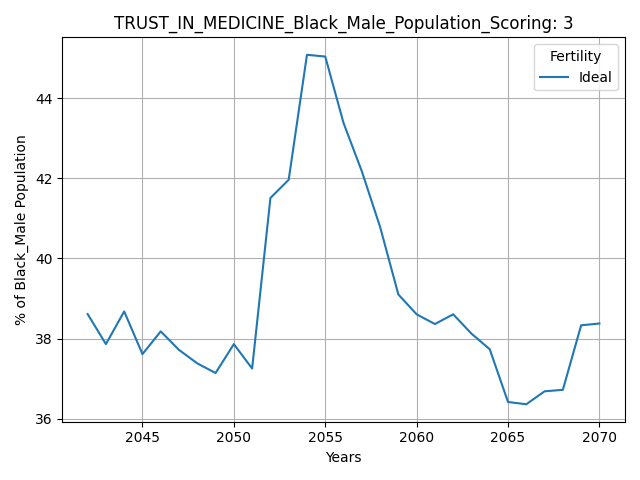 TRUST_IN_MEDICINE_Black_Male_Population_Scoring: 3
Fertility
Ideal
% of Black_Male Population
44
42
40
38
36
2045 2050 2055 2060 2065 2070
Years